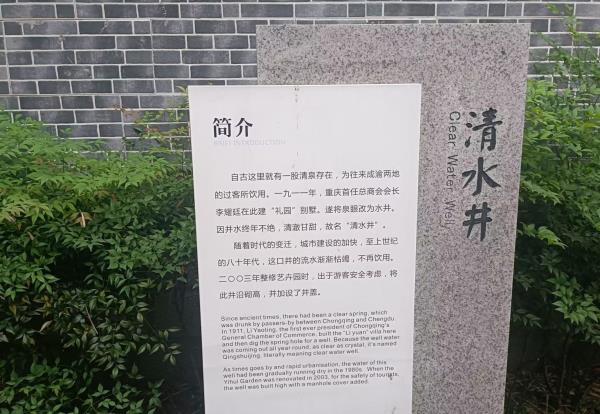 简介
BRIEF INTRODUCTION
自古这里就有一股清泉存在，为往来成渝两地
的过客所饮用。一九一一年，重庆首任总商会会长
李耀廷在此建“礼园”别墅。遂将泉眼改为水井。
因井水终年不绝，清澈甘甜，故名“清水井”。
随着时代的变迁，城市建设的加快，至上世纪
的八十年代，这口井的流水渐渐枯竭，不再饮用。
二〇〇三年整修艺卉园时，出于游客安全考虑，将
此井沿砌高，并加设了井盖。
Since ancient times, there had been a clear spring, which
was drunk by passers-by between Chongqing and Chengdu.
In 1911, Li Yaoting, the first ever president of Chongqing's
General Chamber of Commerce, built the "Li yuan" villa here
and then dig the spring hole for a well. Because the well water
was coming out all year round, as clear as crystal, it's named
Qingshuijing, literally meaning clear water well.
As times goes by and rapid urbanisation, the water of this
well had been gradually running dry in the 1980s. When the
Yihui Garden was renovated in 2003, for the safety of tourists,
the well was built high with a manhole cover added.
清水井
Clear Water Well